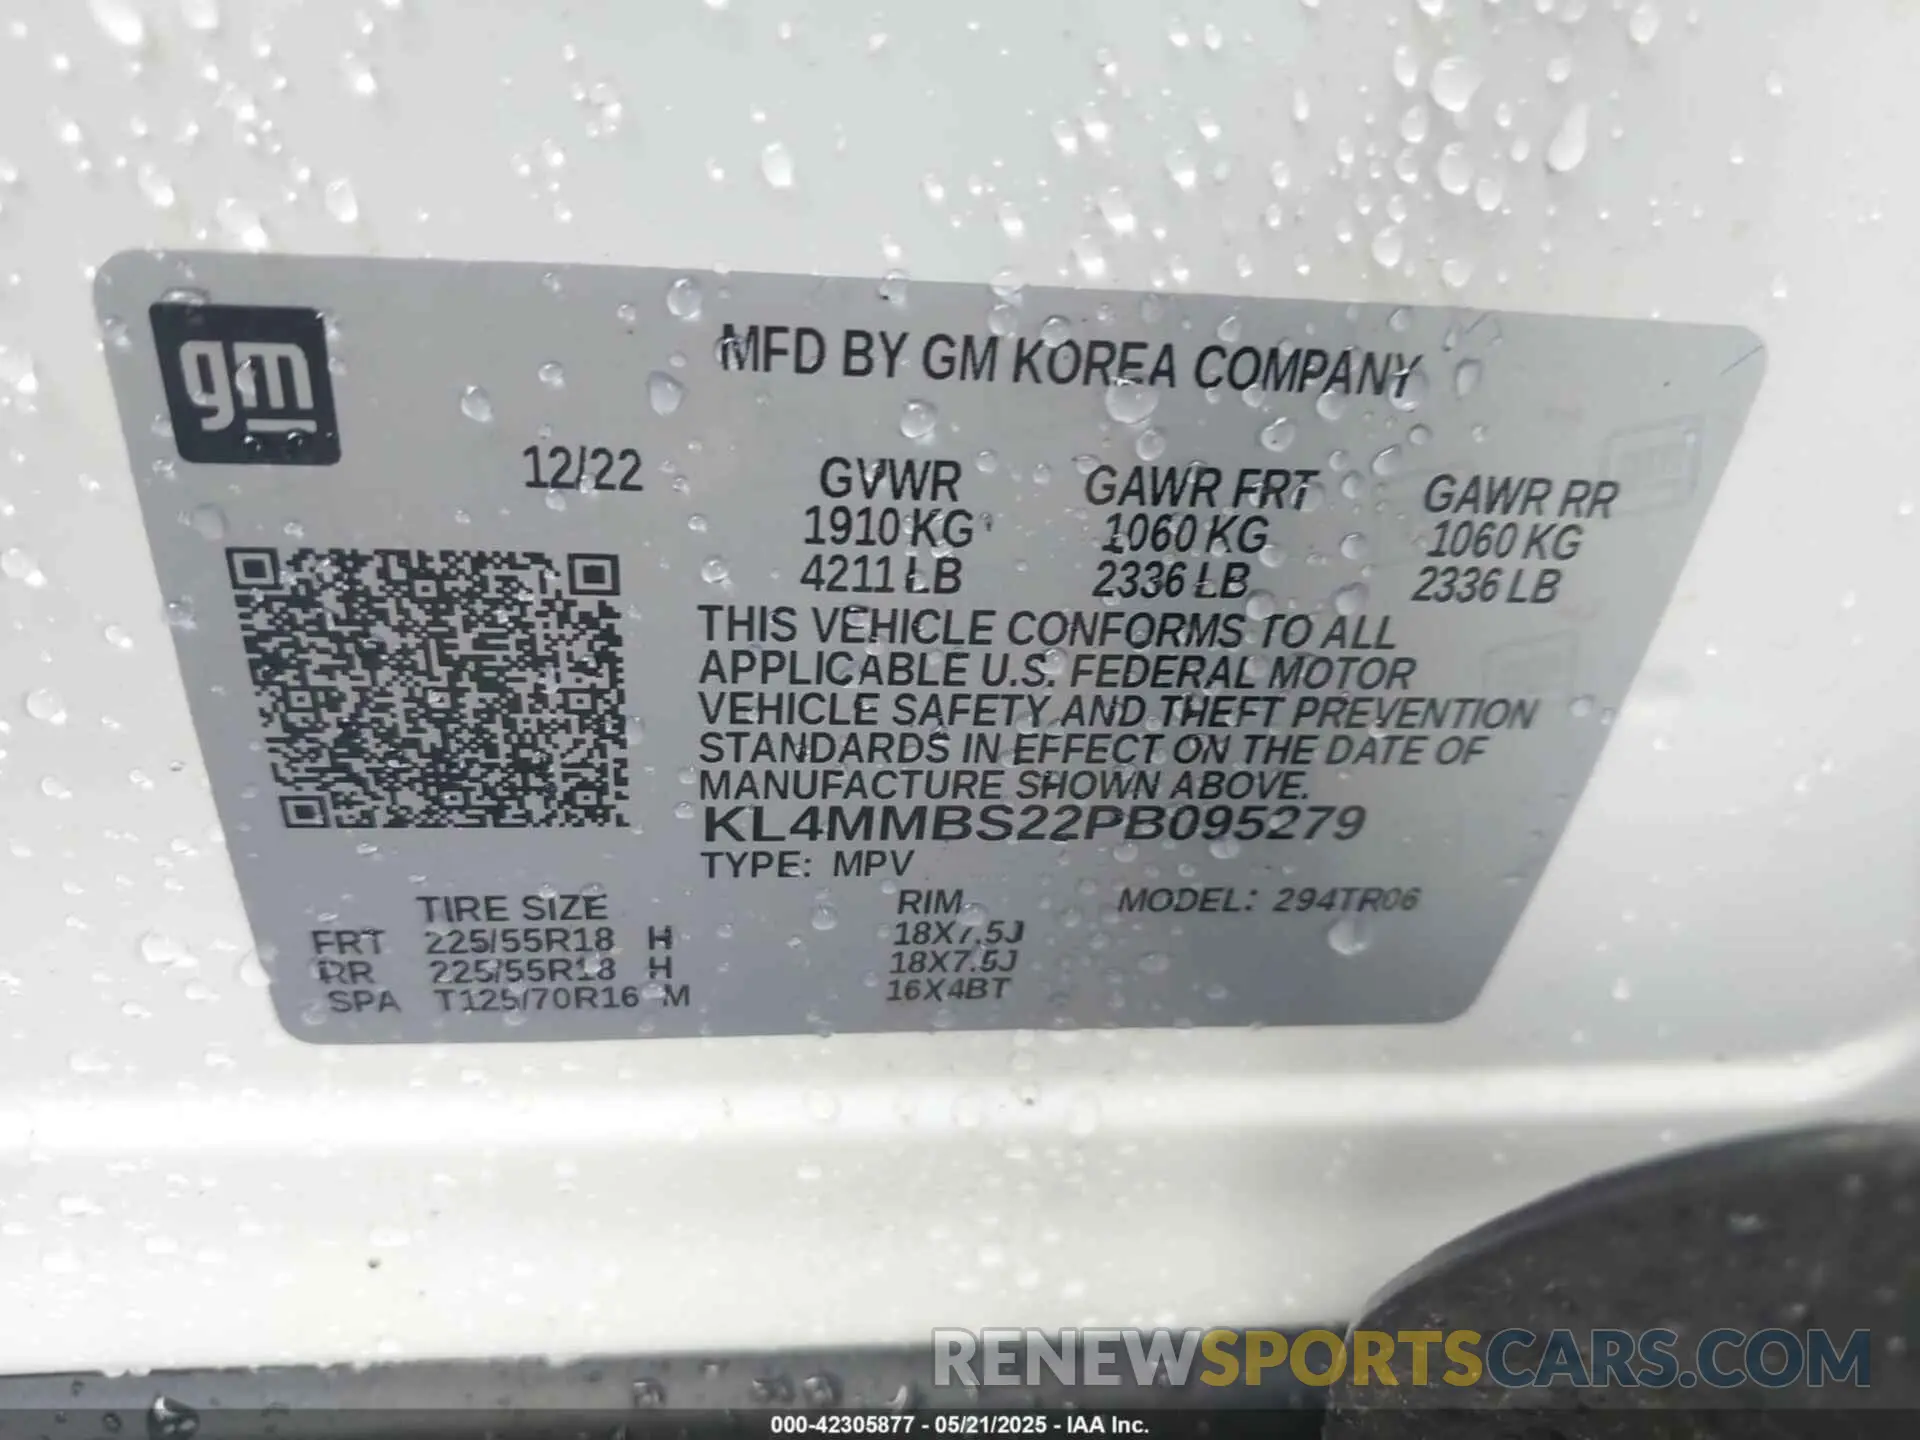 gm
MFD BY GM KOREA COMPANY
12/22
GVWR GAWR FRT GAWR RR
1910 KG 1060 KG 1060 KG
4211 LB 2336 LB 2336 LB
THIS VEHICLE CONFORMS TO ALL
APPLICABLE U.S. FEDERAL MOTOR
VEHICLE SAFETY AND THEFT PREVENTION
STANDARDS IN EFFECT ON THE DATE OF
MANUFACTURE SHOWN ABOVE.
KL4MMBS22PB095279
TYPE: MPV
TIRE SIZE RIM MODEL: 294TR06
FRT 225/55R18 H 18X7.5J
RR 225/55R18 H 18X7.5J
SPA T125/70R16 M 16X4BT
RENEWSPORTSCARS.COM
000-42305877 - 05/21/2025 - IAA Inc.